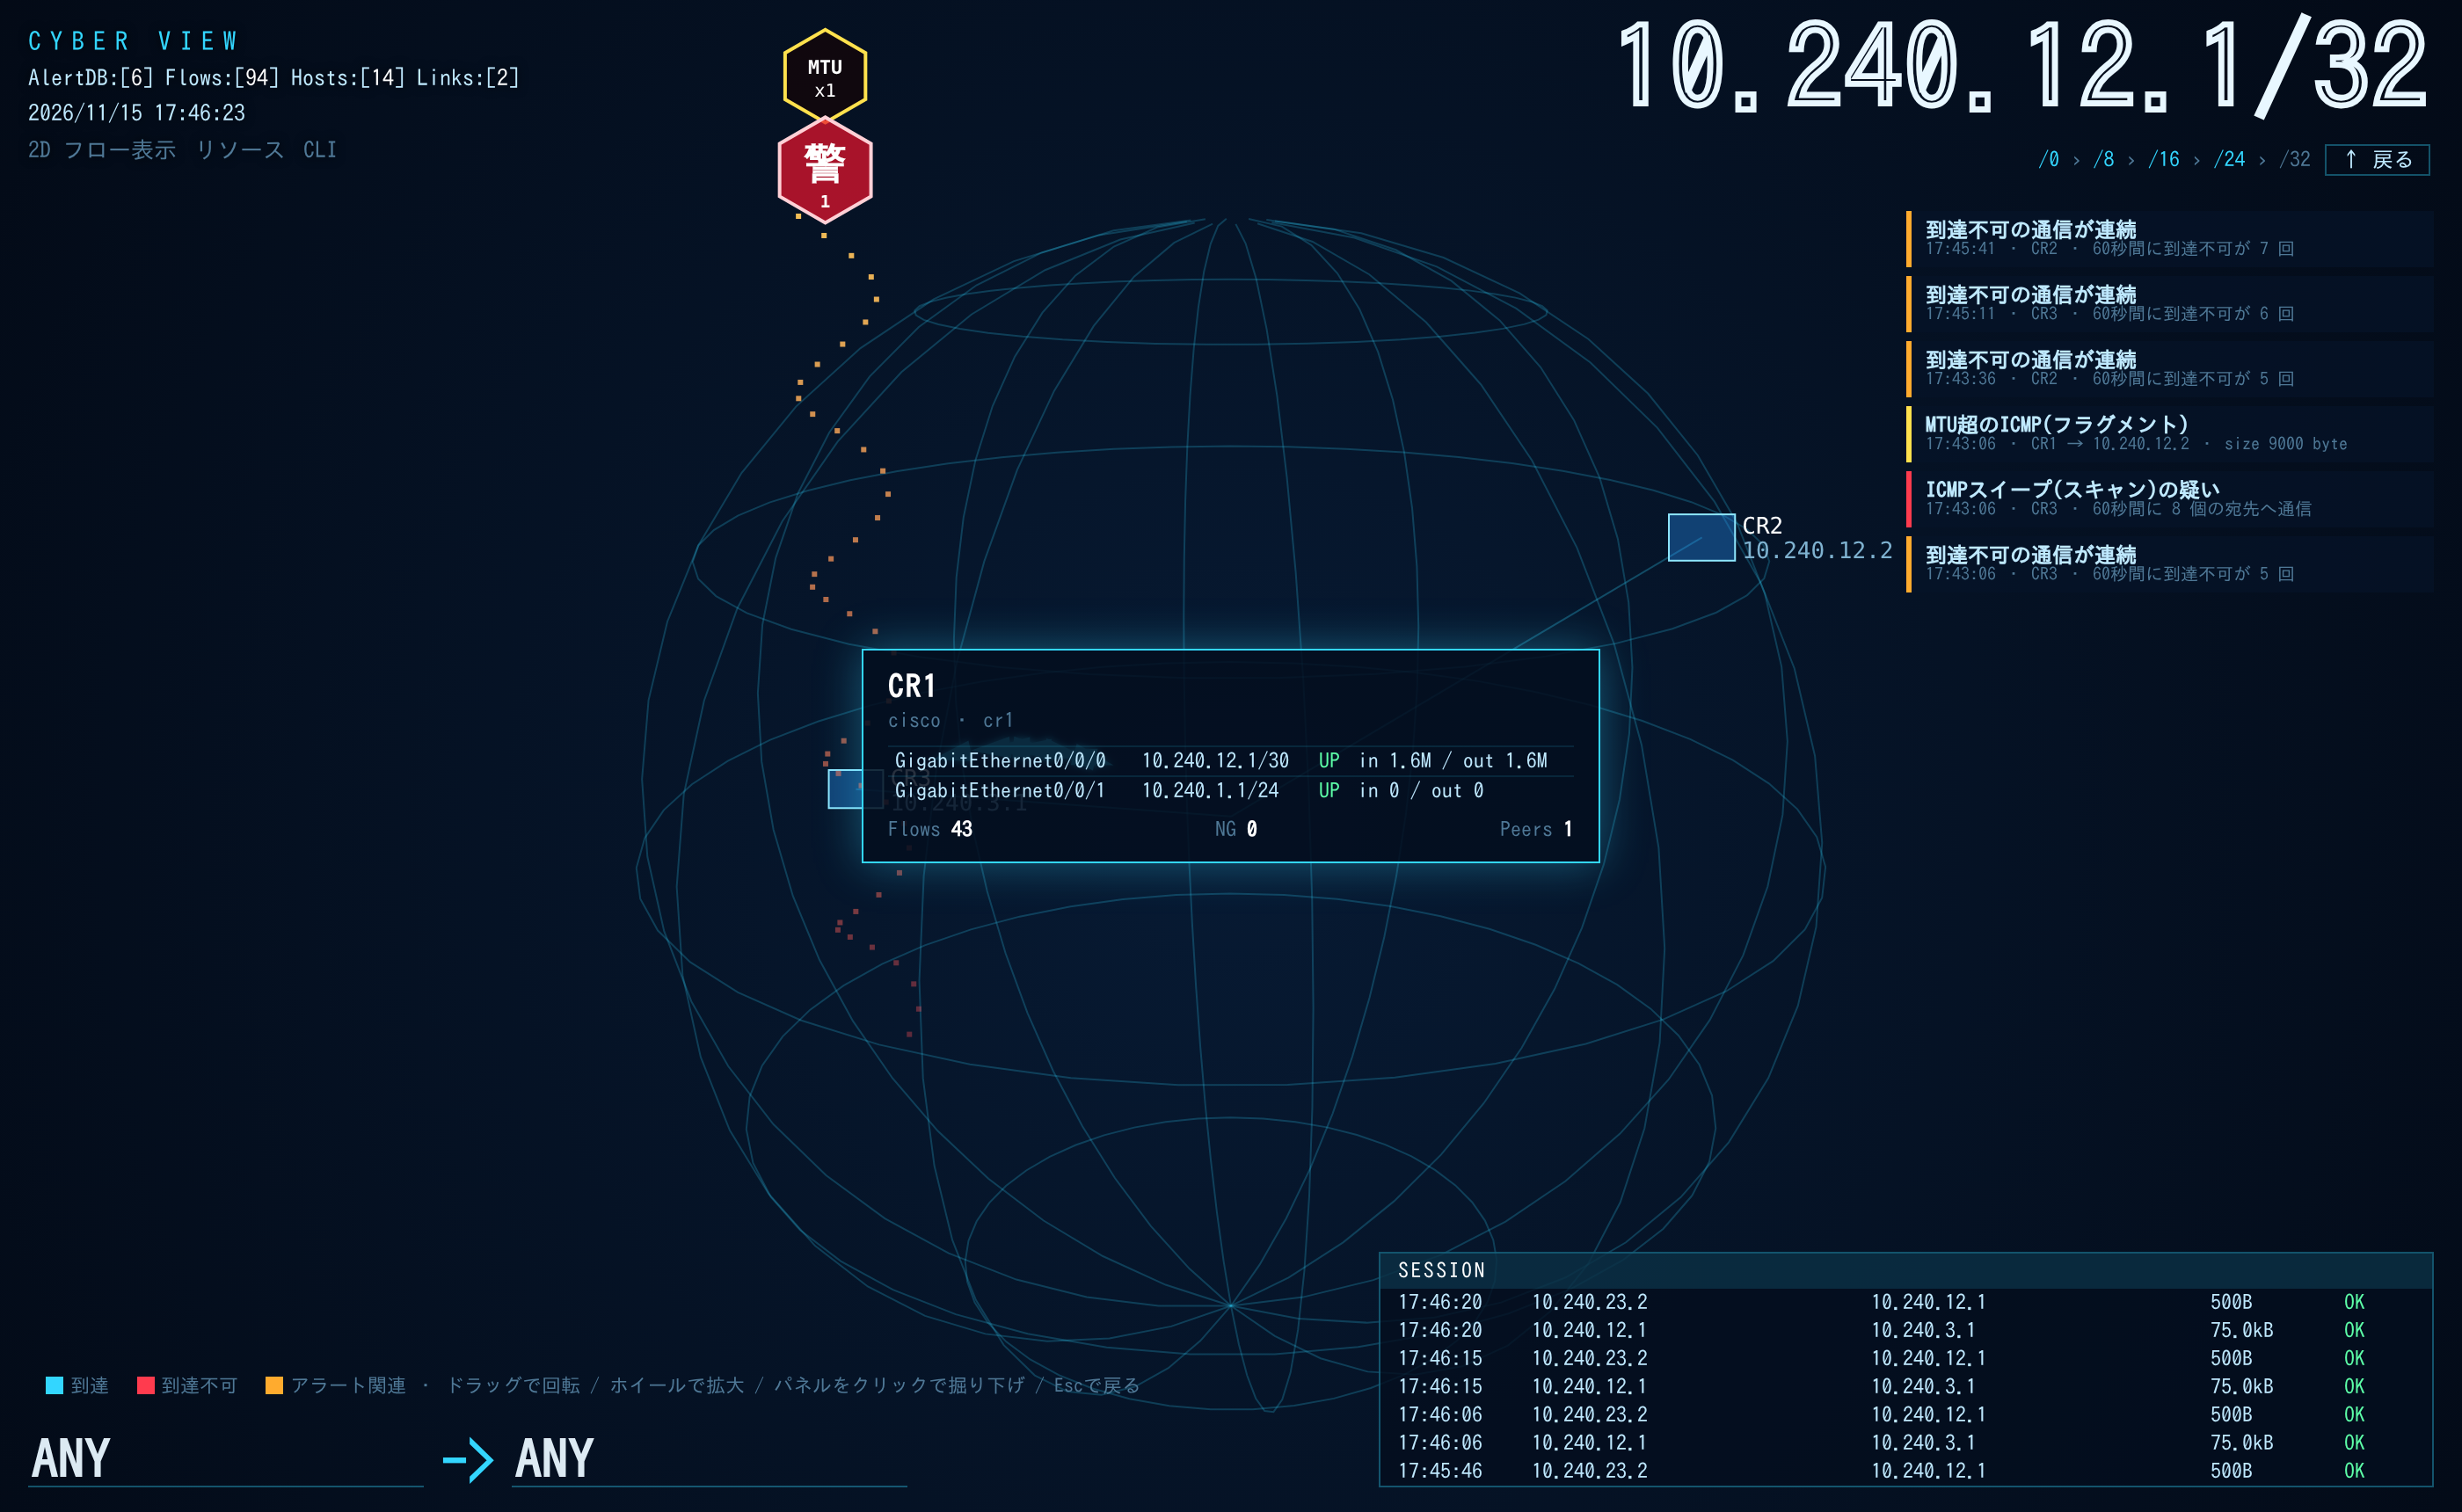 CYBER VIEW
AlertDB:[6] Flows:[94] Hosts:[14] Links:[2]
2026/11/15 17:46:23
2D フロー表示 リソース CLI
MTU
x1
警
1
10.240.12.1/32
/0 › /8 › /16 › /24 › /32 ↑ 戻る
到達不可の通信が連続
17:45:41 · CR2 · 60秒間に到達不可が 7 回
到達不可の通信が連続
17:45:11 · CR3 · 60秒間に到達不可が 6 回
到達不可の通信が連続
17:43:36 · CR2 · 60秒間に到達不可が 5 回
MTU超のICMP(フラグメント)
17:43:06 · CR1 → 10.240.12.2 · size 9000 byte
ICMPスイープ(スキャン)の疑い
17:43:06 · CR3 · 60秒間に 8 個の宛先へ通信
到達不可の通信が連続
17:43:06 · CR3 · 60秒間に到達不可が 5 回
CR2
10.240.12.2
CR1
cisco · cr1
GigabitEthernet0/0/0 10.240.12.1/30 UP in 1.6M / out 1.6M
GigabitEthernet0/0/1 10.240.1.1/24 UP in 0 / out 0
Flows 43 NG 0 Peers 1
CR3
10.240.3.1
SESSION
17:46:20 10.240.23.2 10.240.12.1 500B OK
17:46:20 10.240.12.1 10.240.3.1 75.0kB OK
17:46:15 10.240.23.2 10.240.12.1 500B OK
17:46:15 10.240.12.1 10.240.3.1 75.0kB OK
17:46:06 10.240.23.2 10.240.12.1 500B OK
17:46:06 10.240.12.1 10.240.3.1 75.0kB OK
17:45:46 10.240.23.2 10.240.12.1 500B OK
到達 到達不可 アラート関連 · ドラッグで回転 / ホイールで拡大 / パネルをクリックで掘り下げ / Escで戻る
ANY → ANY